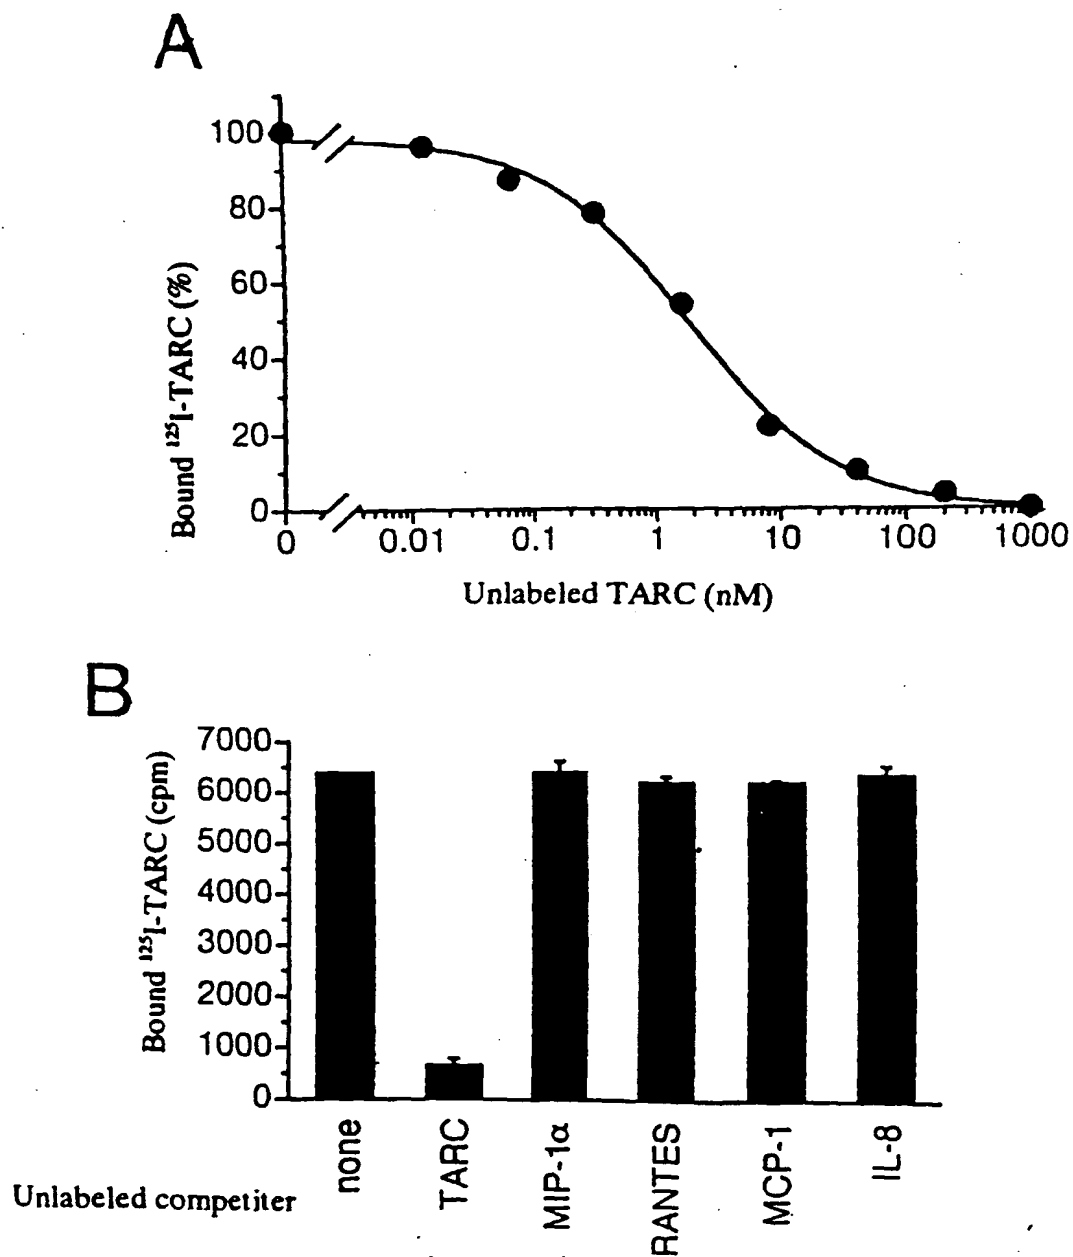 A
100
80
60
40
20
0
Bound ¹²⁵I-TARC (%)
0 0.01 0.1 1 10 100 1000
Unlabeled TARC (nM)
B
7000
6000
5000
4000
3000
2000
1000
0
Bound ¹²⁵I-TARC (cpm)
none TARC MIP-1α RANTES MCP-1 IL-8
Unlabeled competiter